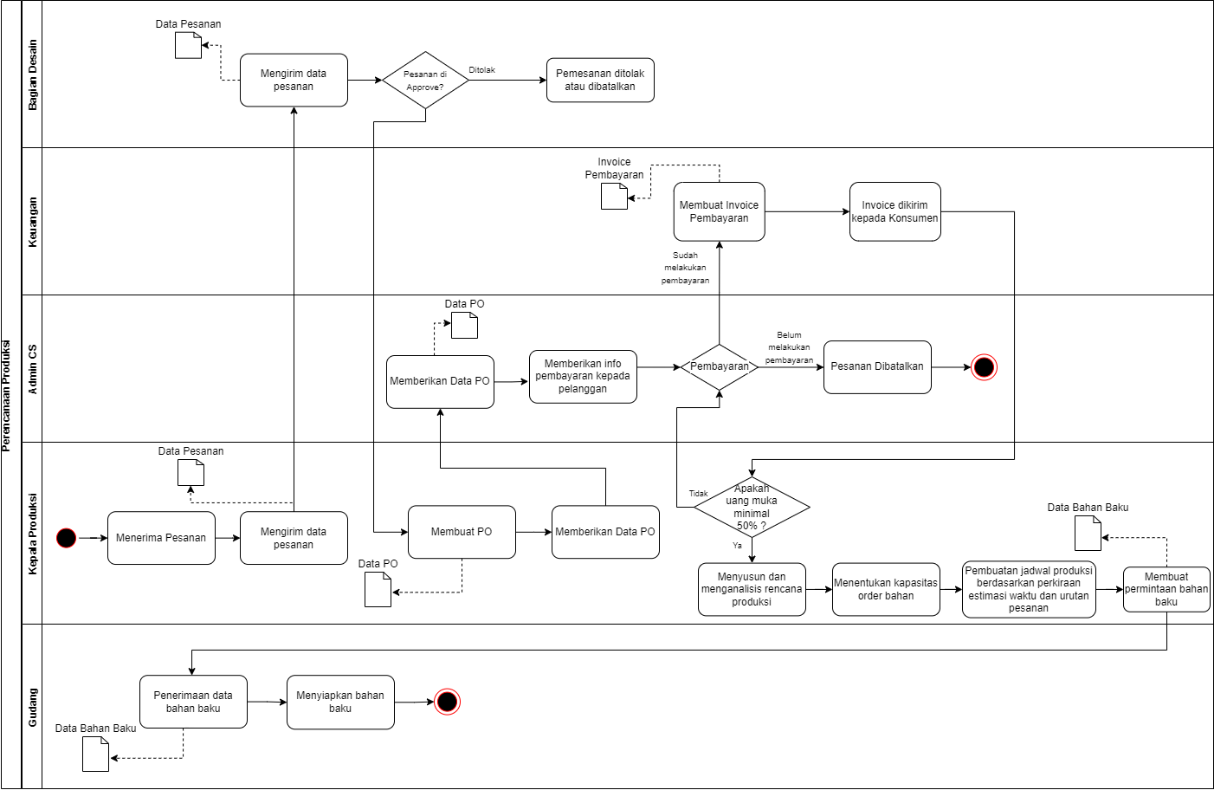 Perencanaan Produksi
Bagian Desain
Data Pesanan
Mengirim data
pesanan
Pesanan di
Approve?
Ditolak
Pemesanan ditolak
atau dibatalkan
Keuangan
Invoice
Pembayaran
Membuat Invoice
Pembayaran
Invoice dikirim
kepada Konsumen
Sudah
melakukan
pembayaran
Admin CS
Data PO
Memberikan Data PO
Memberikan info
pembayaran kepada
pelanggan
Pembayaran
Belum
melakukan
pembayaran
Pesanan Dibatalkan
Kepala Produksi
Data Pesanan
Menerima Pesanan
Mengirim data
pesanan
Data PO
Membuat PO
Memberikan Data PO
Tidak
Apakah
uang muka
minimal
50% ?
Ya
Menyusun dan
menganalisis rencana
produksi
Menentukan kapasitas
order bahan
Pembuatan jadwal produksi
berdasarkan perkiraan
estimasi waktu dan urutan
pesanan
Data Bahan Baku
Membuat
permintaan bahan
baku
Gudang
Penerimaan data
bahan baku
Menyiapkan bahan
baku
Data Bahan Baku